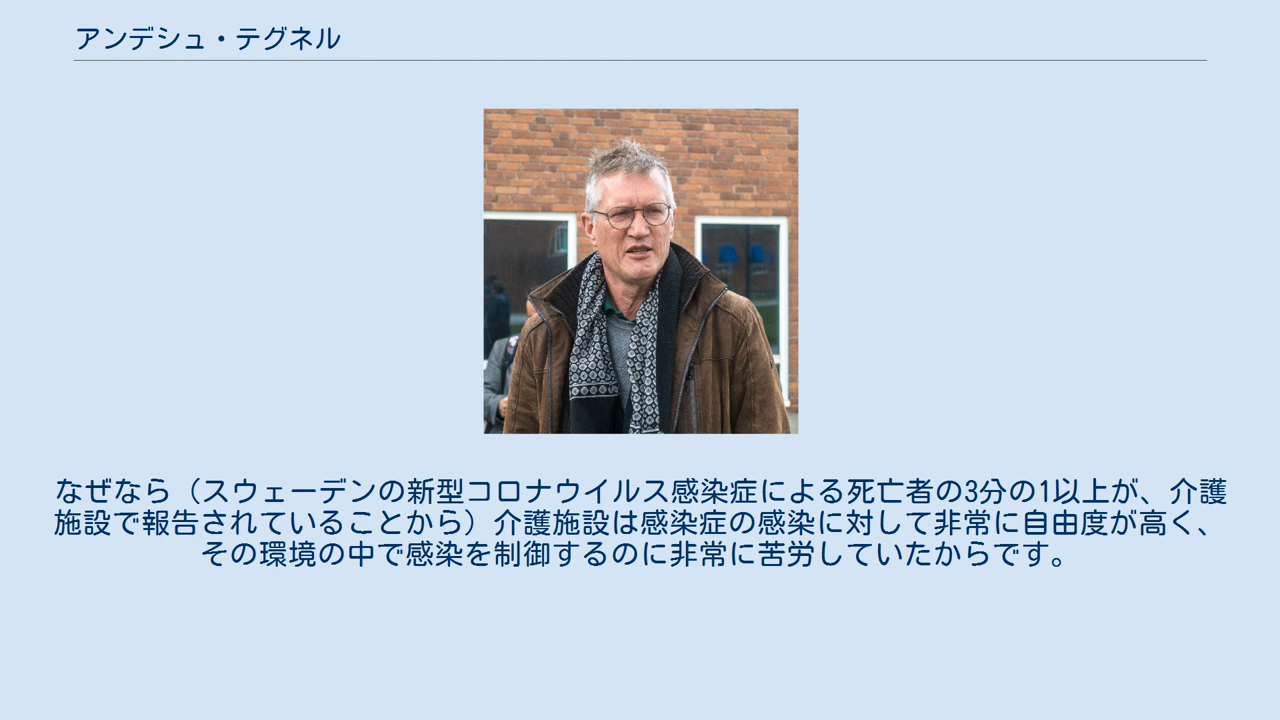 アンデシュ・テグネル
なぜなら（スウェーデンの新型コロナウイルス感染症による死亡者の3分の1以上が、介護
施設で報告されていることから）介護施設は感染症の感染に対して非常に自由度が高く、
その環境の中で感染を制御するのに非常に苦労していたからです。